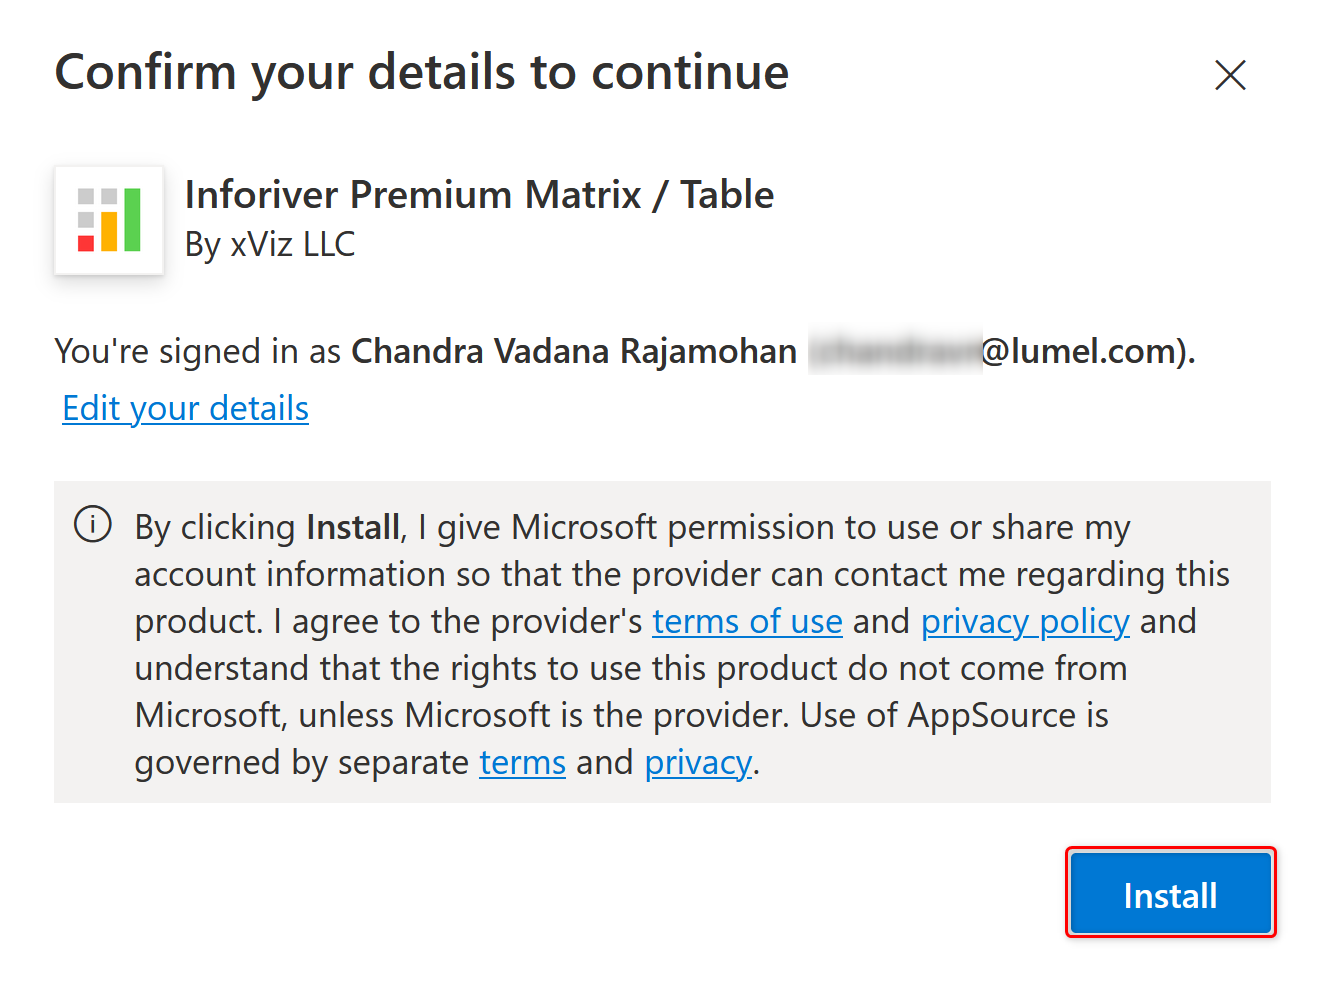 Confirm your details to continue
Inforiver Premium Matrix / Table
By xViz LLC
You're signed in as Chandra Vadana Rajamohan @lumel.com).
Edit your details
By clicking Install, I give Microsoft permission to use or share my
account information so that the provider can contact me regarding this
product. I agree to the provider's terms of use and privacy policy and
understand that the rights to use this product do not come from
Microsoft, unless Microsoft is the provider. Use of AppSource is
governed by separate terms and privacy.
Install